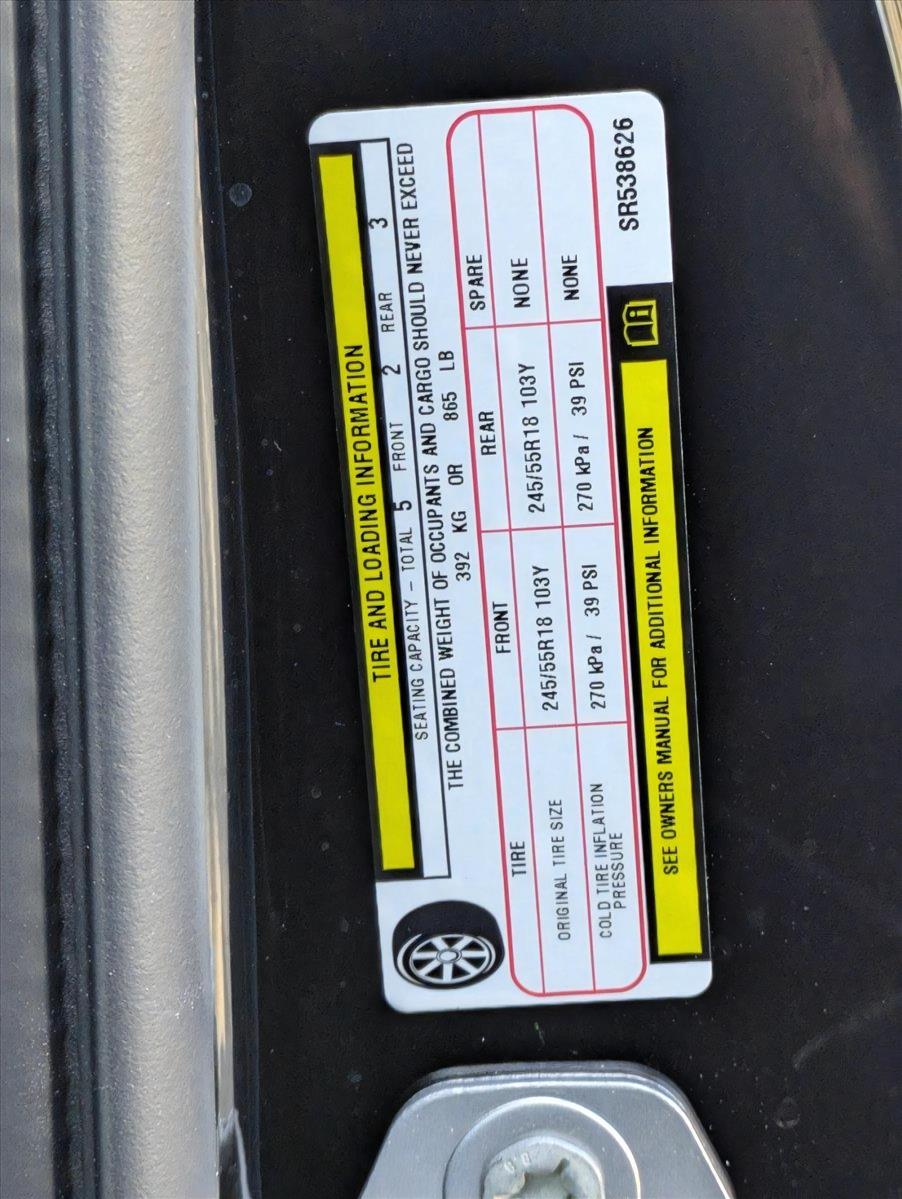 TIRE AND LOADING INFORMATION
SEATING CAPACITY – TOTAL 5 FRONT 2 REAR 3
THE COMBINED WEIGHT OF OCCUPANTS AND CARGO SHOULD NEVER EXCEED
392 KG OR 865 LB
TIRE FRONT REAR SPARE
ORIGINAL TIRE SIZE 245/55R18 103Y 245/55R18 103Y NONE
COLD TIRE INFLATION
PRESSURE 270 kPa / 39 PSI 270 kPa / 39 PSI NONE
SEE OWNERS MANUAL FOR ADDITIONAL INFORMATION
SR538626